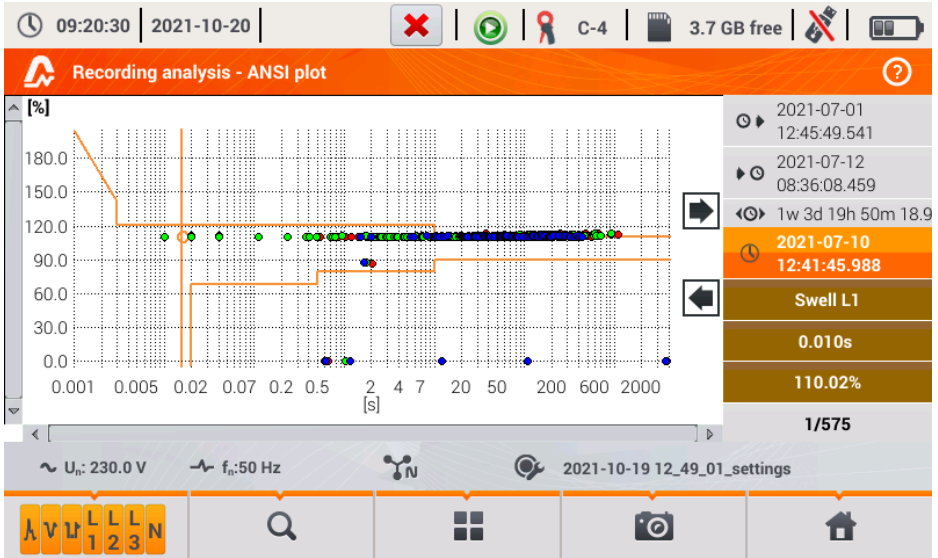 09:20:30 2021-10-20 C-4 3.7 GB free
Recording analysis - ANSI plot ?
[%]
180.0
150.0
120.0
90.0
60.0
30.0
0.0
0.001 0.005 0.02 0.07 0.2 0.5 2 4 7 20 50 200 600 2000
[s]
2021-07-01
12:45:49.541
2021-07-12
08:36:08.459
1w 3d 19h 50m 18.9
2021-07-10
12:41:45.988
Swell L1
0.010s
110.02%
1/575
Un: 230.0 V fn:50 Hz N 2021-10-19 12_49_01_settings
L1 L2 L3 N